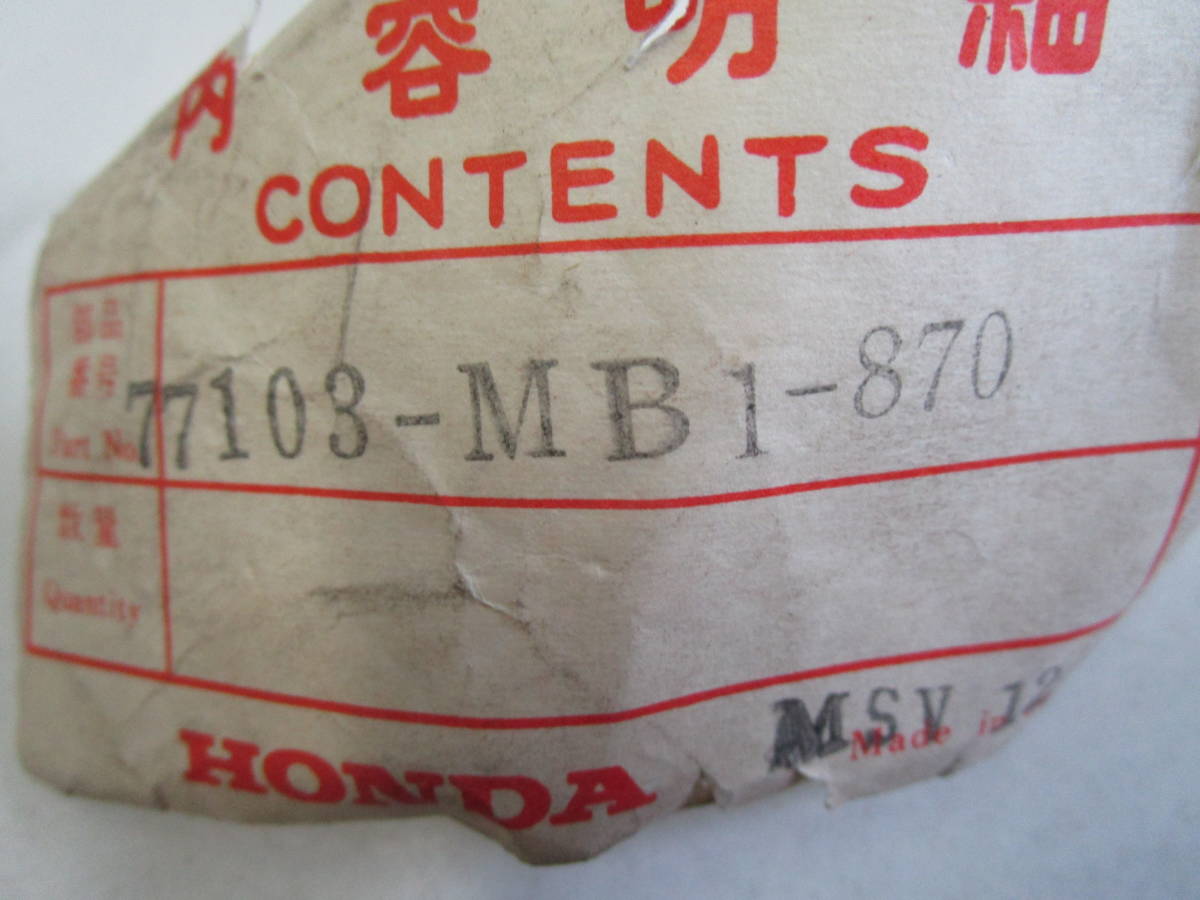 内容明細
CONTENTS
部品
番号
Part. No.
77103-MB1-870
数量
Quantity
HONDA
MSV 12
Made in